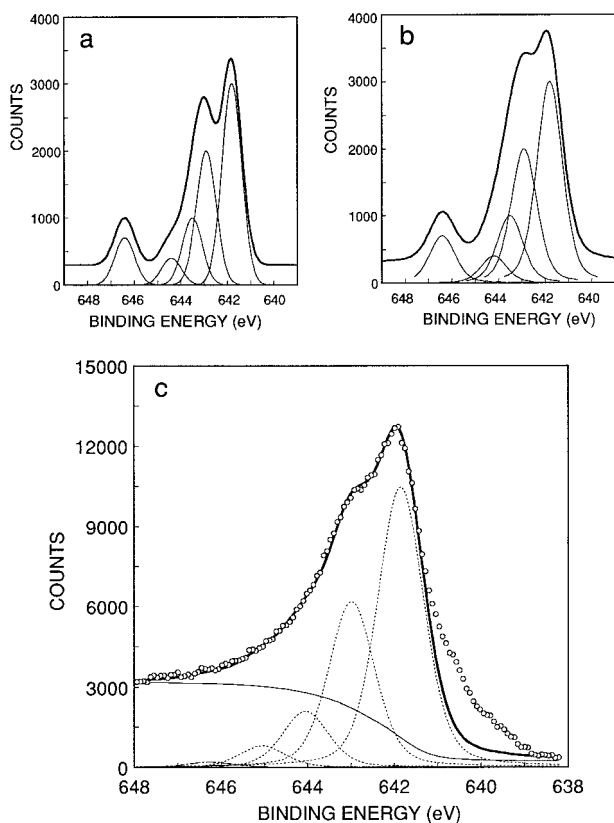 a
4000
3000
2000
1000
0
COUNTS
648 646 644 642 640
BINDING ENERGY (eV)
b
4000
3000
2000
1000
0
COUNTS
648 646 644 642 640
BINDING ENERGY (eV)
c
15000
12000
9000
6000
3000
0
COUNTS
648 646 644 642 640 638
BINDING ENERGY (eV)